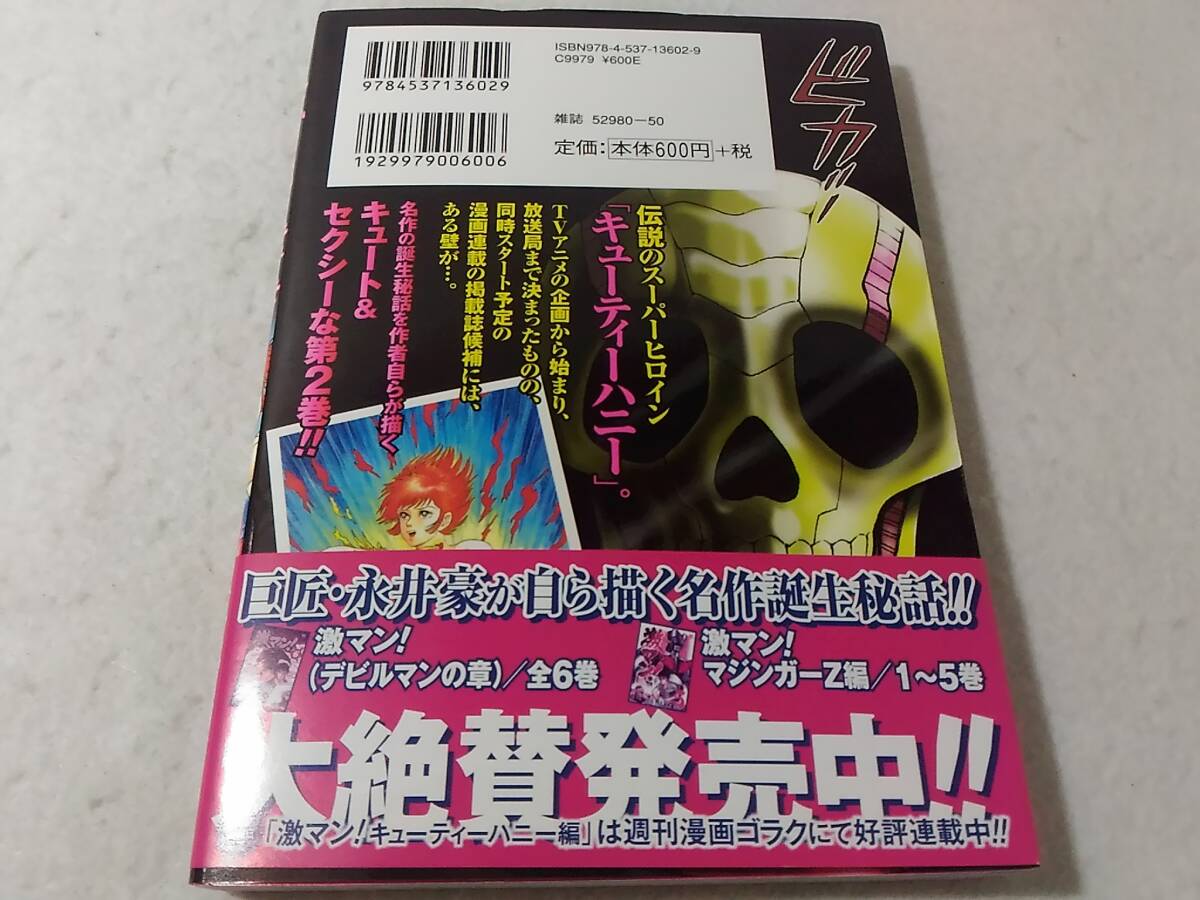 ISBN978-4-537-13602-9
C9979 ¥600E
9784537136029
雑誌 52980-50
1929979006006
定価:本体600円+税
ドカッ
伝説のスーパーヒロイン
「キューティーハニー」。
TVアニメの企画から始まり、
放送局まで決まったものの、
同時スタート予定の
漫画連載の掲載誌候補には、
ある壁が…。
名作の誕生秘話を作者自らが描く
キュート&
セクシーな第2巻!!
巨匠・永井豪が自ら描く名作誕生秘話!!
激マン!
(デビルマンの章)/全6巻
激マン!
マジンガーZ編/1〜5巻
大絶賛発売中!!
「激マン!キューティーハニー編」は週刊漫画ゴラクにて好評連載中!!